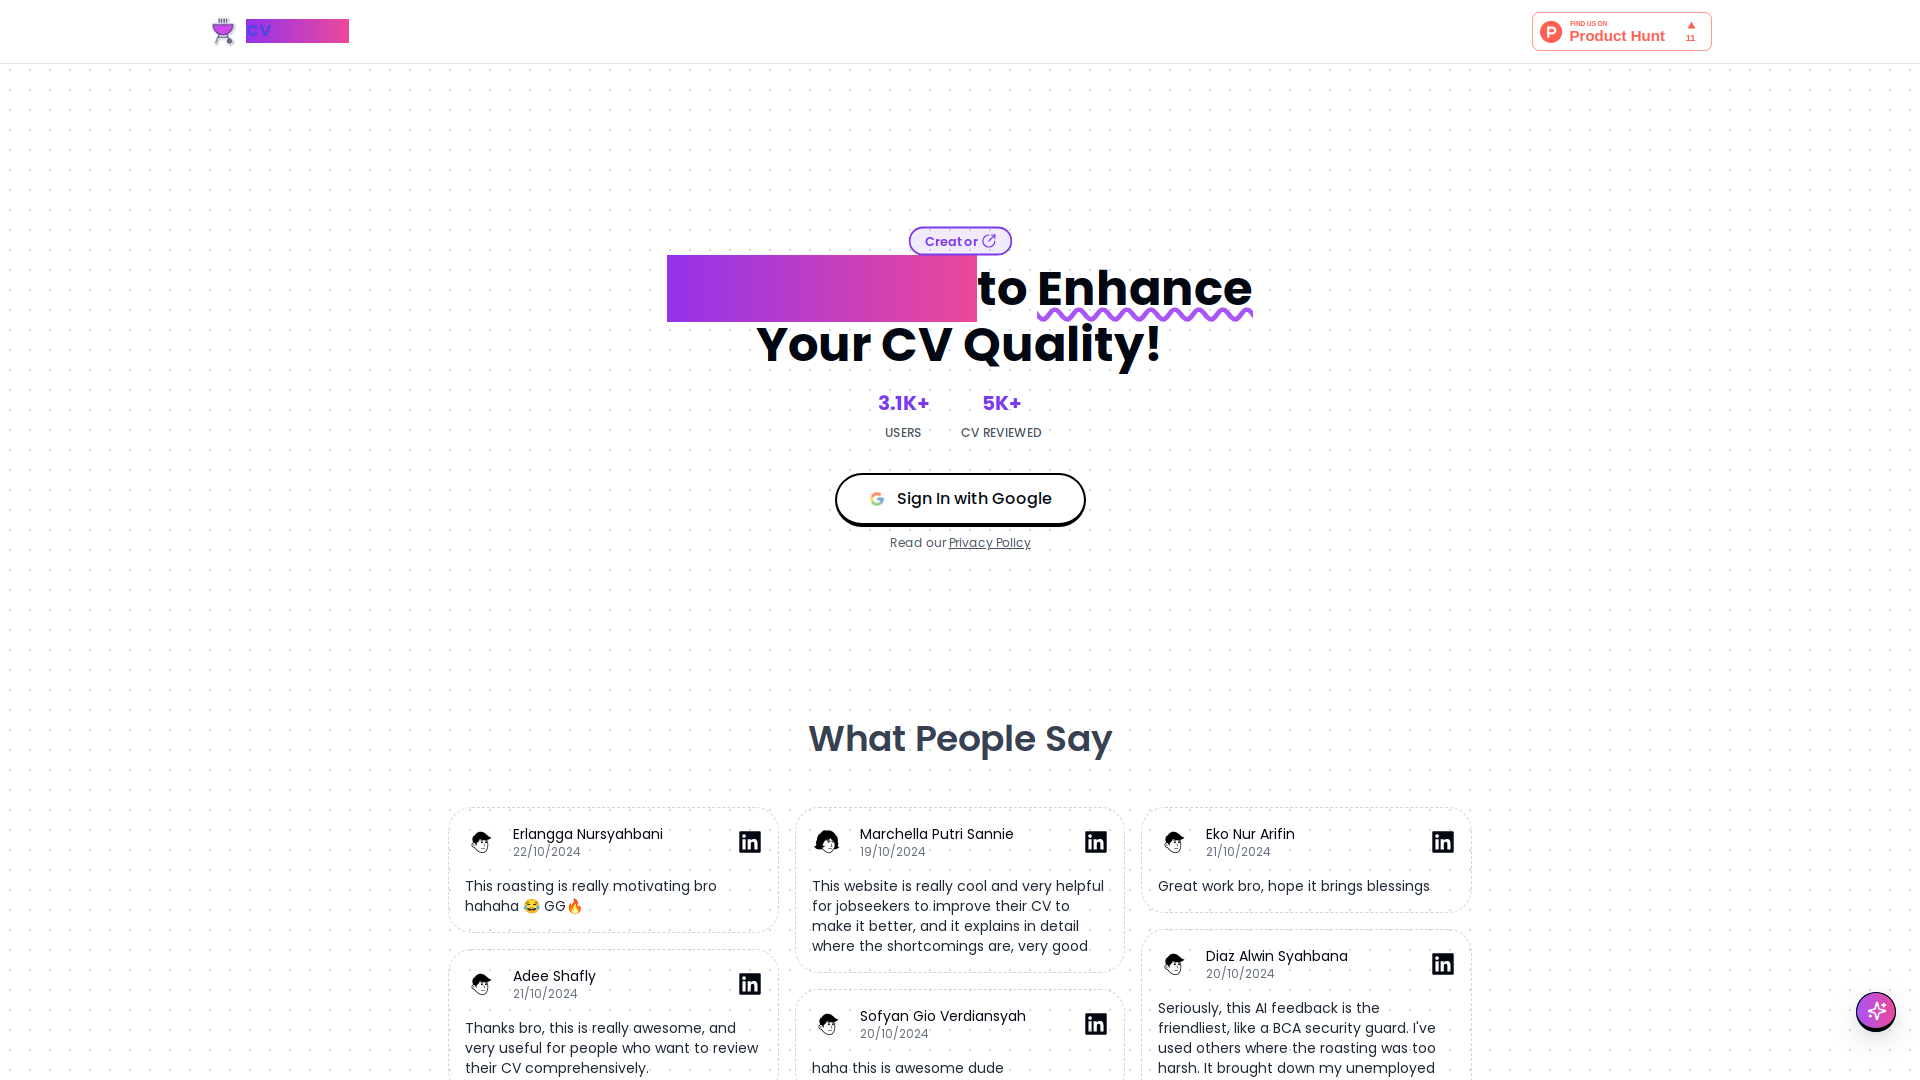 CV
FIND US ON
Product Hunt
11
Creator
to Enhance
Your CV Quality!
3.1K+
USERS
5K+
CV REVIEWED
Sign In with Google
Read our Privacy Policy
What People Say
Erlangga Nursyahbani
22/10/2024
This roasting is really motivating bro
hahaha 😂 GG🔥
Marchella Putri Sannie
19/10/2024
This website is really cool and very helpful
for jobseekers to improve their CV to
make it better, and it explains in detail
where the shortcomings are, very good
Eko Nur Arifin
21/10/2024
Great work bro, hope it brings blessings
Adee Shafly
21/10/2024
Thanks bro, this is really awesome, and
very useful for people who want to review
their CV comprehensively.
Sofyan Gio Verdiansyah
20/10/2024
haha this is awesome dude
Diaz Alwin Syahbana
20/10/2024
Seriously, this AI feedback is the
friendliest, like a BCA security guard. I've
used others where the roasting was too
harsh. It brought down my unemployed